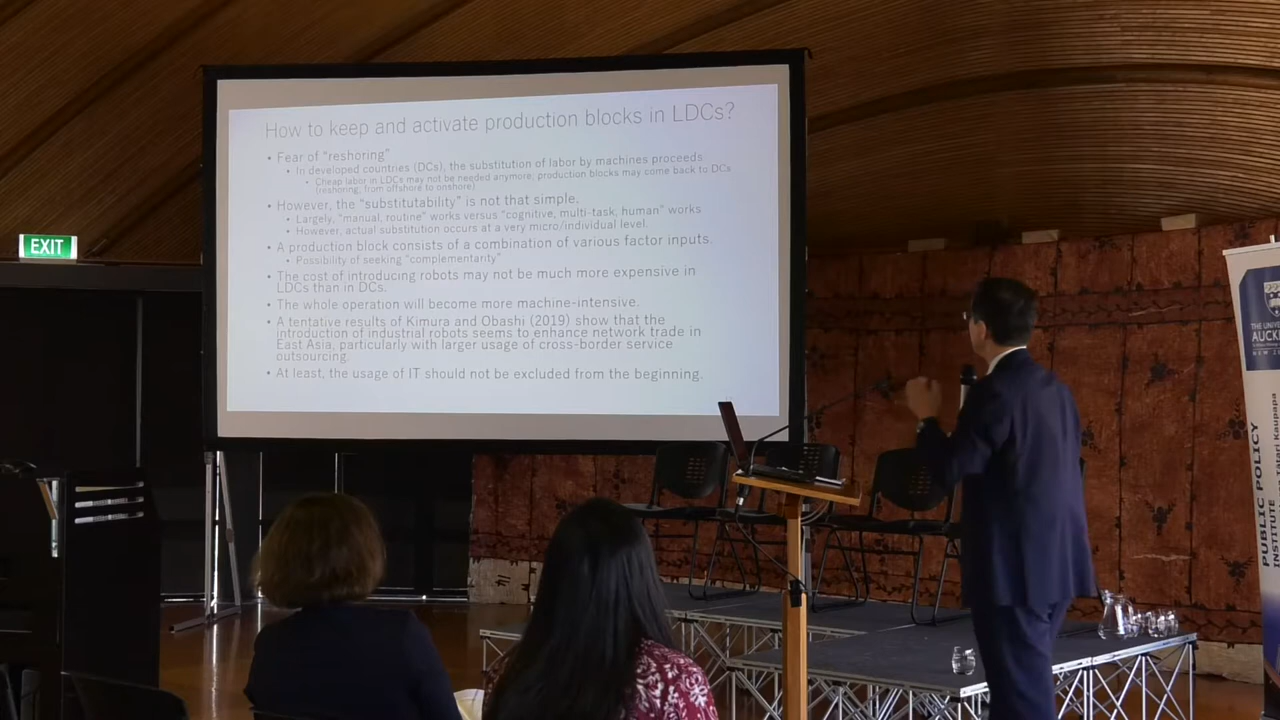 How to keep and activate production blocks in LDCs?
• Fear of "reshoring"
• In developed countries (DCs), the substitution of labor by machines proceeds
• Cheap labor in LDCs may not be needed anymore, production blocks may come back to DCs
(reshoring, from offshore to onshore)
• However, the "substitutability" is not that simple.
• Largely, "manual, routine" works versus "cognitive, multi-task, human" works
• However, actual substitution occurs at a very micro/individual level.
• A production block consists of a combination of various factor inputs.
• Possibility of seeking "complementarity"
• The cost of introducing robots may not be much more expensive in
LDCs than in DCs.
• The whole operation will become more machine-intensive.
• A tentative results of Kimura and Obashi (2019) show that the
introduction of industrial robots seems to enhance network trade in
East Asia, particularly with larger usage of cross-border service
outsourcing.
• At least, the usage of IT should not be excluded from the beginning.
EXIT
PUBLIC POLICY
INSTITUTE